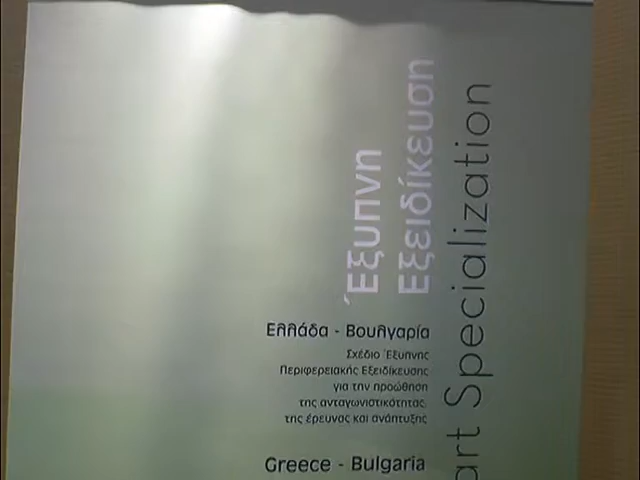 Έξυπνη
Εξειδίκευση
art Specialization
Ελλάδα - Βουλγαρία
Σχέδιο Έξυπνης
Περιφερειακής Εξειδίκευσης
για την προώθηση
της ανταγωνιστικότητας,
της έρευνας και ανάπτυξης
Greece - Bulgaria